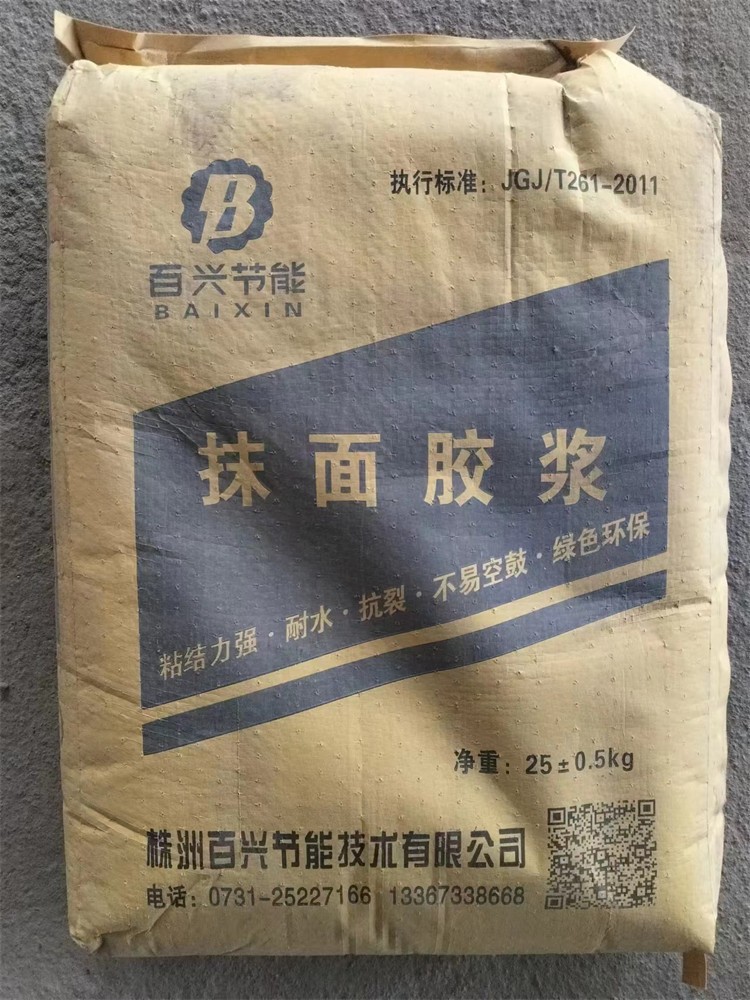 B
执行标准：JGJ/T261-2011
百兴节能
BAIXIN
抹面胶浆
粘结力强·耐水·抗裂·不易空鼓·绿色环保
净重：25±0.5kg
株洲百兴节能技术有限公司
电话：0731-25227166 13367338668